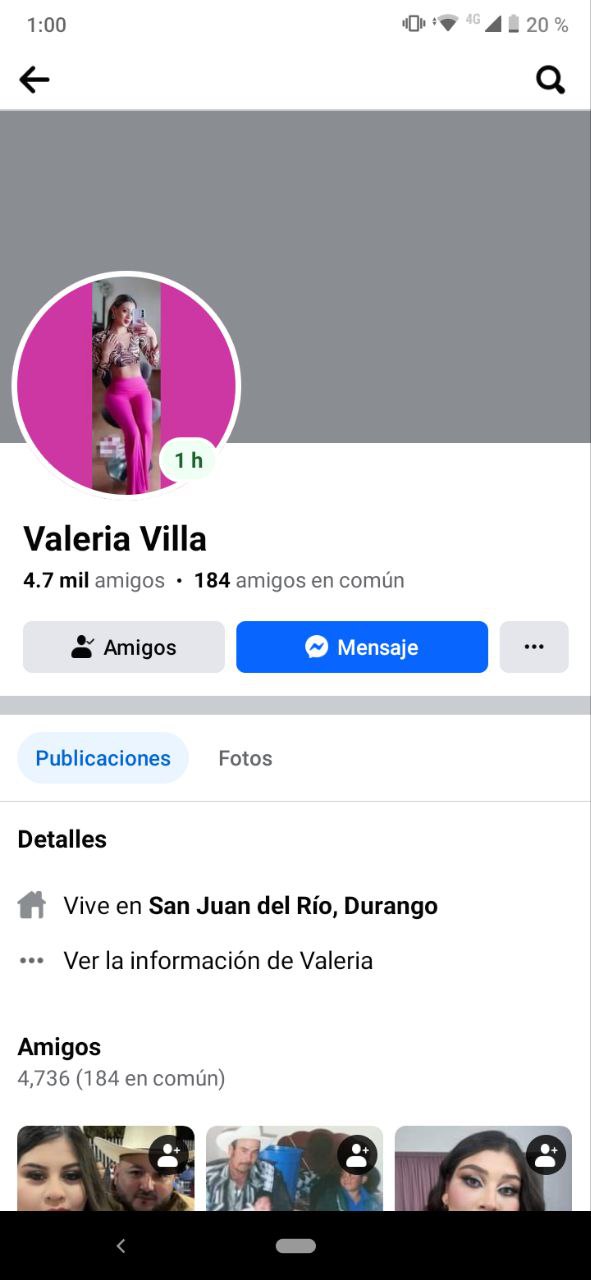 1:00
4G
20 %
1 h
Valeria Villa
4.7 mil amigos • 184 amigos en común
Amigos
Mensaje
Publicaciones
Fotos
Detalles
Vive en San Juan del Río, Durango
Ver la información de Valeria
Amigos
4,736 (184 en común)